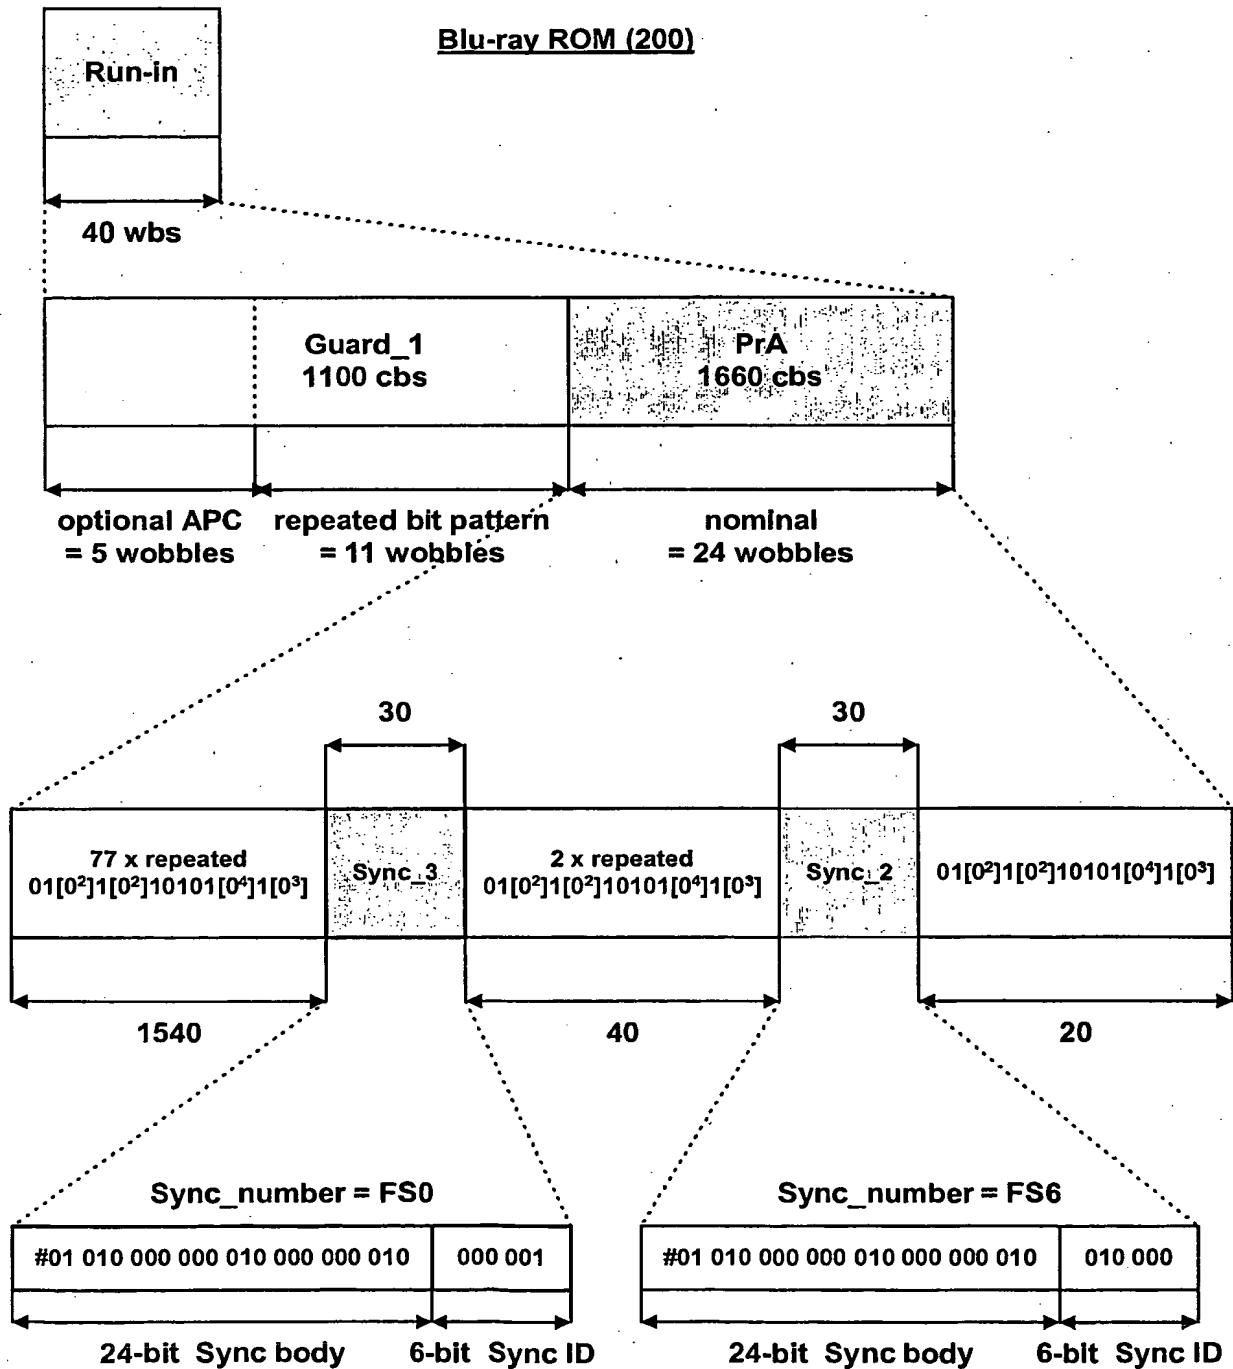 Blu-ray ROM (200)
Run-in
40 wbs
Guard_1
1100 cbs
PrA
1660 cbs
optional APC
= 5 wobbles
repeated bit pattern
= 11 wobbles
nominal
= 24 wobbles
30
30
77 x repeated
01[0²]1[0²]10101[0⁴]1[0³]
Sync_3
2 x repeated
01[0²]1[0²]10101[0⁴]1[0³]
Sync_2
01[0²]1[0²]10101[0⁴]1[0³]
1540
40
20
Sync_number = FS0
Sync_number = FS6
#01 010 000 000 010 000 000 010
000 001
#01 010 000 000 010 000 000 010
010 000
24-bit Sync body
6-bit Sync ID
24-bit Sync body
6-bit Sync ID